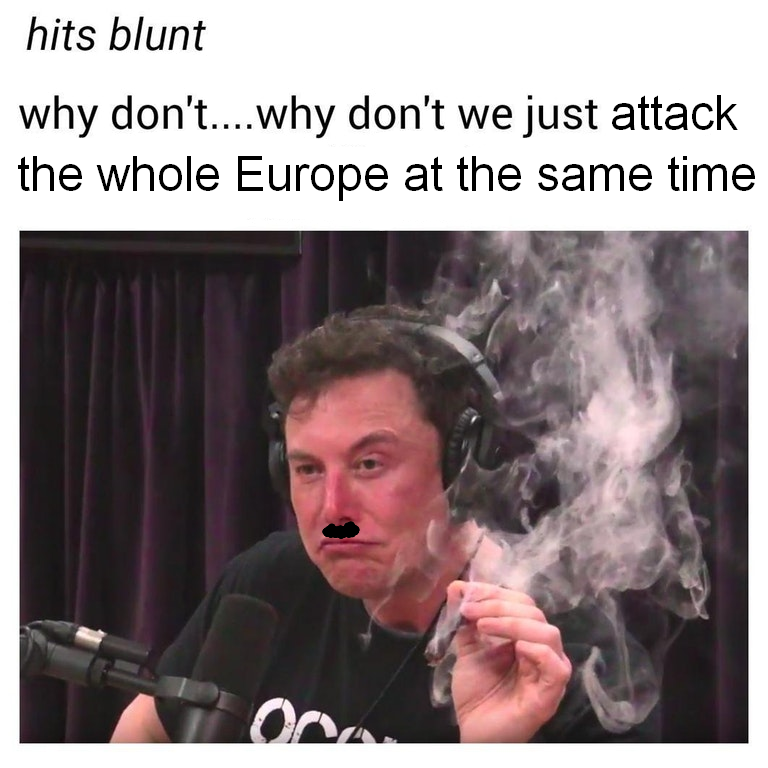 hits blunt
why don't....why don't we just attack
the whole Europe at the same time